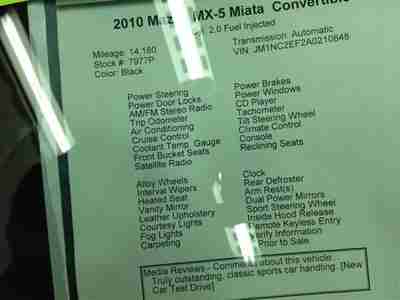 2010 Mazda MX-5 Miata Convertible
2.0 Fuel Injected
Mileage: 14,160
Stock #: 7977P
Color: Black
Transmission: Automatic
VIN: JM1NC2EF2A0210648
Power Steering
Power Door Locks
AM/FM Stereo Radio
Trip Odometer
Air Conditioning
Cruise Control
Coolant Temp. Gauge
Front Bucket Seats
Satellite Radio
Power Brakes
Power Windows
CD Player
Tachometer
Tilt Steering Wheel
Climate Control
Console
Reclining Seats
Alloy Wheels
Interval Wipers
Heated Seat
Vanity Mirror
Leather Upholstery
Courtesy Lights
Fog Lights
Carpeting
Clock
Rear Defroster
Arm Rest(s)
Dual Power Mirrors
Sport Steering Wheel
Inside Hood Release
Remote Keyless Entry
Verify Information
Prior to Sale
Media Reviews - Comments about this vehicle
Truly outstanding, classic sports car handling. [New
Car Test Drive]